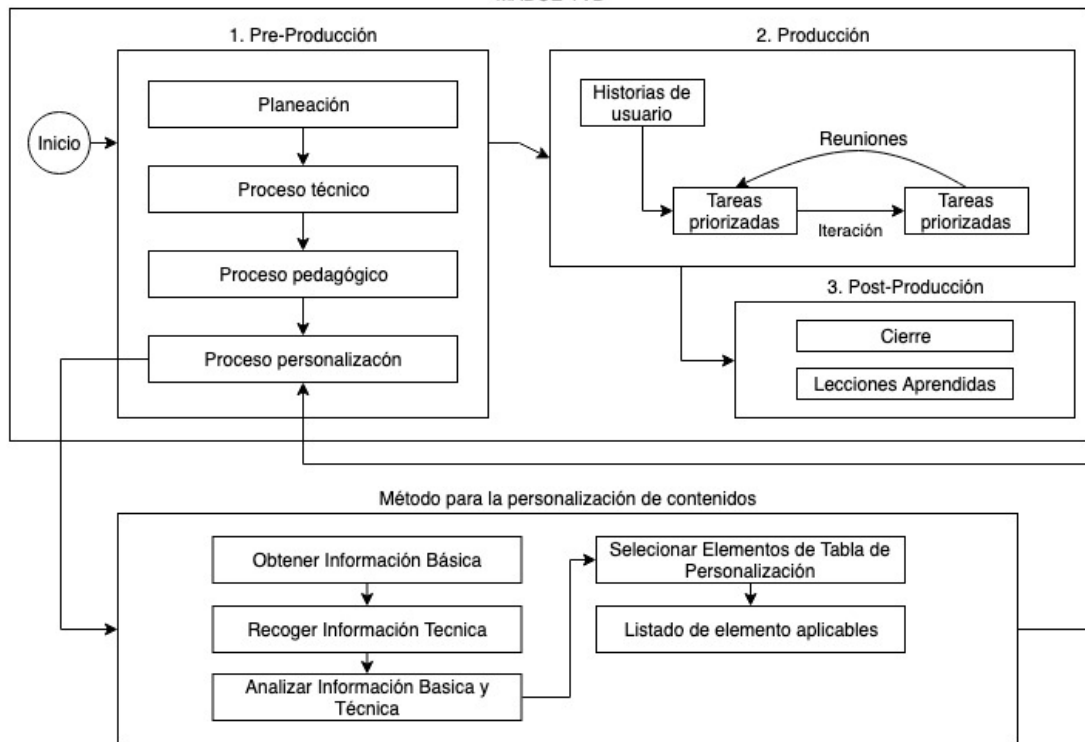 1. Pre-Producción
2. Producción
Inicio
Planeación
Proceso técnico
Proceso pedagógico
Proceso personalizacón
Historias de
usuario
Reuniones
Tareas
priorizadas
Iteración
Tareas
priorizadas
3. Post-Producción
Cierre
Lecciones Aprendidas
Método para la personalización de contenidos
Obtener Información Básica
Recoger Información Tecnica
Analizar Información Basica y
Técnica
Selecionar Elementos de Tabla de
Personalización
Listado de elemento aplicables